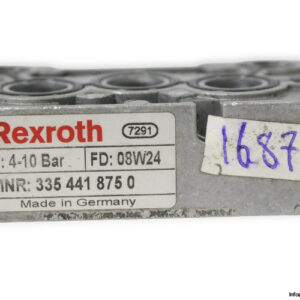 Rexroth
7291
: 4-10 Bar
FD: 08W24
MNR: 335 441 875 0
Made in Germany
1687